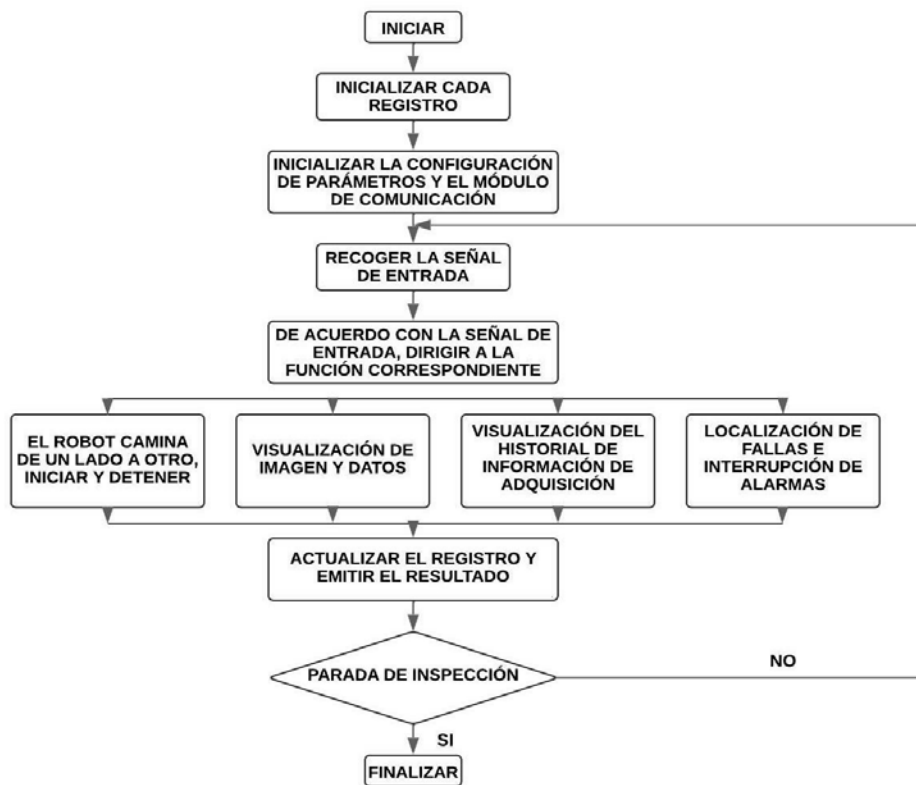 INICIAR
INICIALIZAR CADA
REGISTRO
INICIALIZAR LA CONFIGURACIÓN
DE PARÁMETROS Y EL MÓDULO
DE COMUNICACIÓN
RECOGER LA SEÑAL
DE ENTRADA
DE ACUERDO CON LA SEÑAL DE
ENTRADA, DIRIGIR A LA
FUNCIÓN CORRESPONDIENTE
EL ROBOT CAMINA
DE UN LADO A OTRO,
INICIAR Y DETENER
VISUALIZACIÓN DE
IMAGEN Y DATOS
VISUALIZACIÓN DEL
HISTORIAL DE
INFORMACIÓN DE
ADQUISICIÓN
LOCALIZACIÓN DE
FALLAS E
INTERRUPCIÓN DE
ALARMAS
ACTUALIZAR EL REGISTRO Y
EMITIR EL RESULTADO
PARADA DE INSPECCIÓN
NO
SI
FINALIZAR